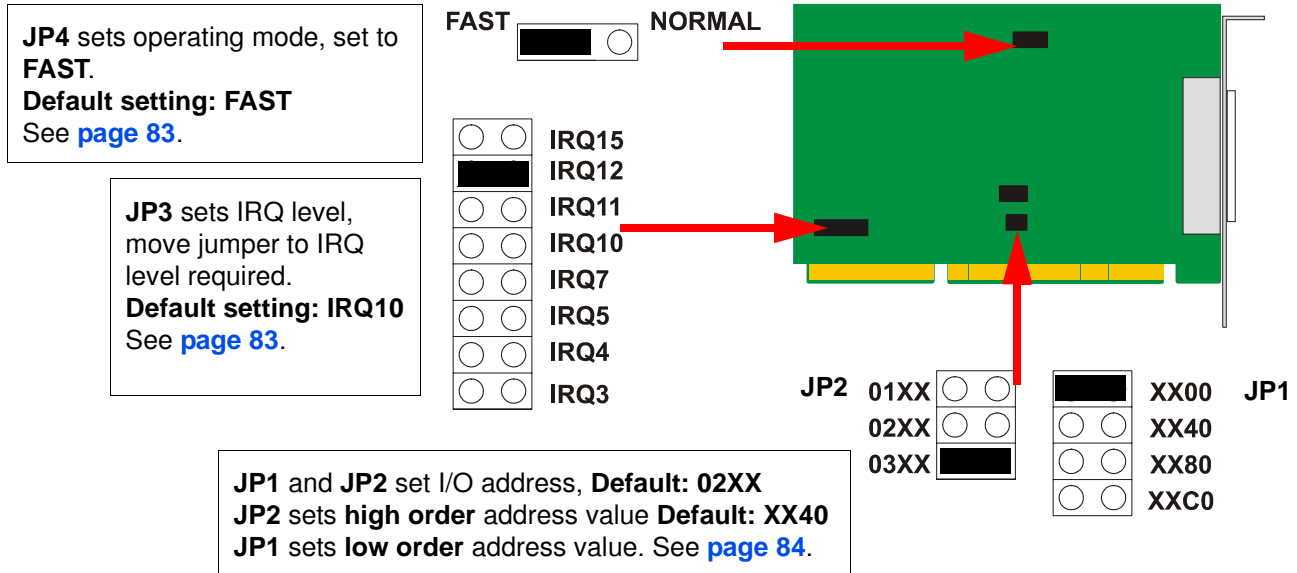 JP4 sets operating mode, set to
FAST.
Default setting: FAST
See page 83.
FAST NORMAL
JP3 sets IRQ level,
move jumper to IRQ
level required.
Default setting: IRQ10
See page 83.
IRQ15
IRQ12
IRQ11
IRQ10
IRQ7
IRQ5
IRQ4
IRQ3
JP2
01XX
02XX
03XX
XX00
XX40
XX80
XXC0
JP1
JP1 and JP2 set I/O address, Default: 02XX
JP2 sets high order address value Default: XX40
JP1 sets low order address value. See page 84.